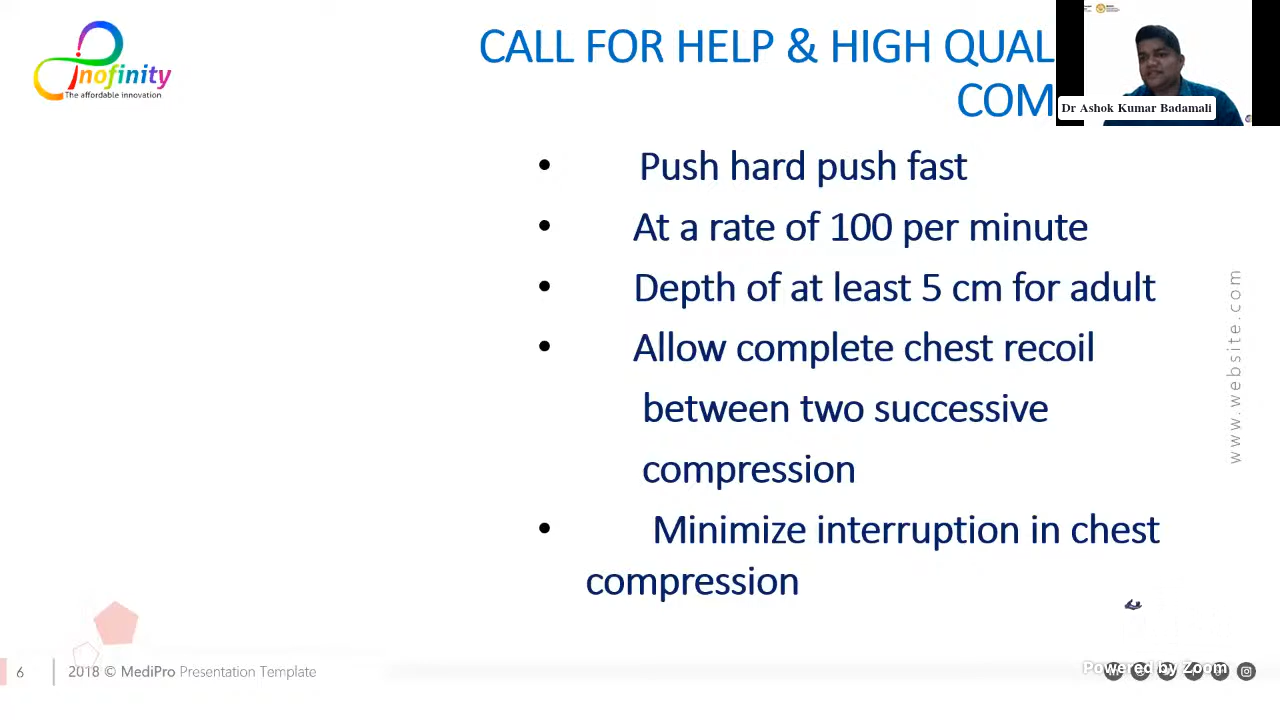 nofinity
The affordable innovation
CALL FOR HELP & HIGH QUAL
COM
Dr Ashok Kumar Badamali
• Push hard push fast
• At a rate of 100 per minute
• Depth of at least 5 cm for adult
• Allow complete chest recoil
between two successive
compression
• Minimize interruption in chest
compression
www.website.com
6
2018 © MediPro Presentation Template
Powered by Zoom